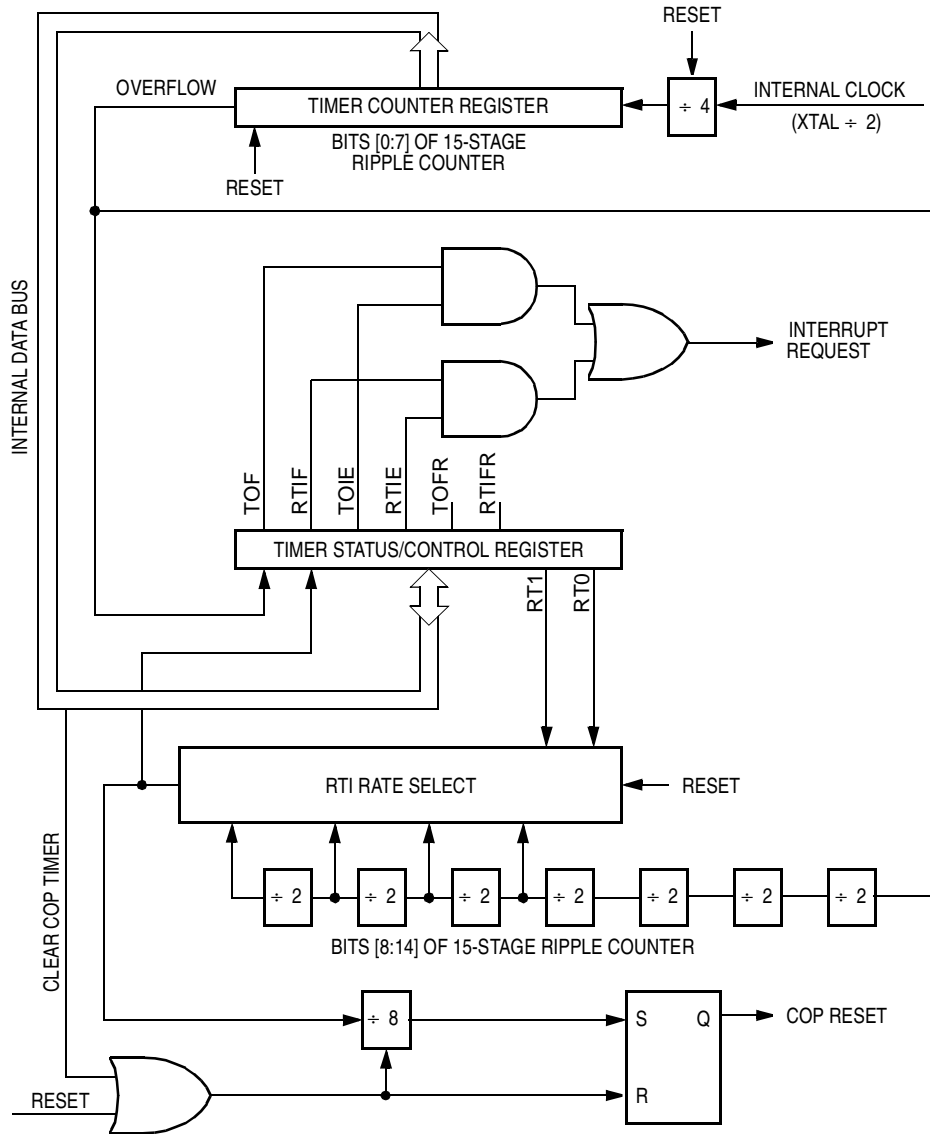 RESET
OVERFLOW
TIMER COUNTER REGISTER
÷ 4
INTERNAL CLOCK
(XTAL ÷ 2)
BITS [0:7] OF 15-STAGE
RIPPLE COUNTER
RESET
INTERNAL DATA BUS
INTERRUPT
REQUEST
TOF
RTIF
TOIE
RTIE
TOFR
RTIFR
TIMER STATUS/CONTROL REGISTER
RT1
RT0
RTI RATE SELECT
RESET
CLEAR COP TIMER
÷ 2
÷ 2
÷ 2
÷ 2
÷ 2
÷ 2
÷ 2
BITS [8:14] OF 15-STAGE RIPPLE COUNTER
÷ 8
S
Q
COP RESET
RESET
R